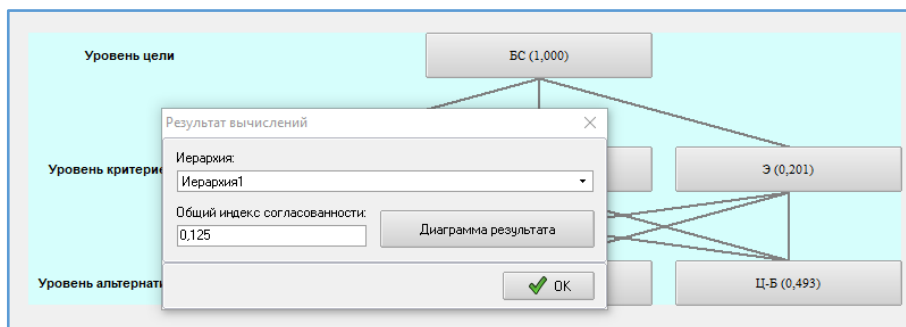 Уровень цели
БС (1,000)
Результат вычислений
Иерархия:
Иерархия1
Уровень критерие
Э (0,201)
Общий индекс согласованности:
0,125
Диаграмма результата
Уровень альтернати
Ц-Б (0,493)
OK